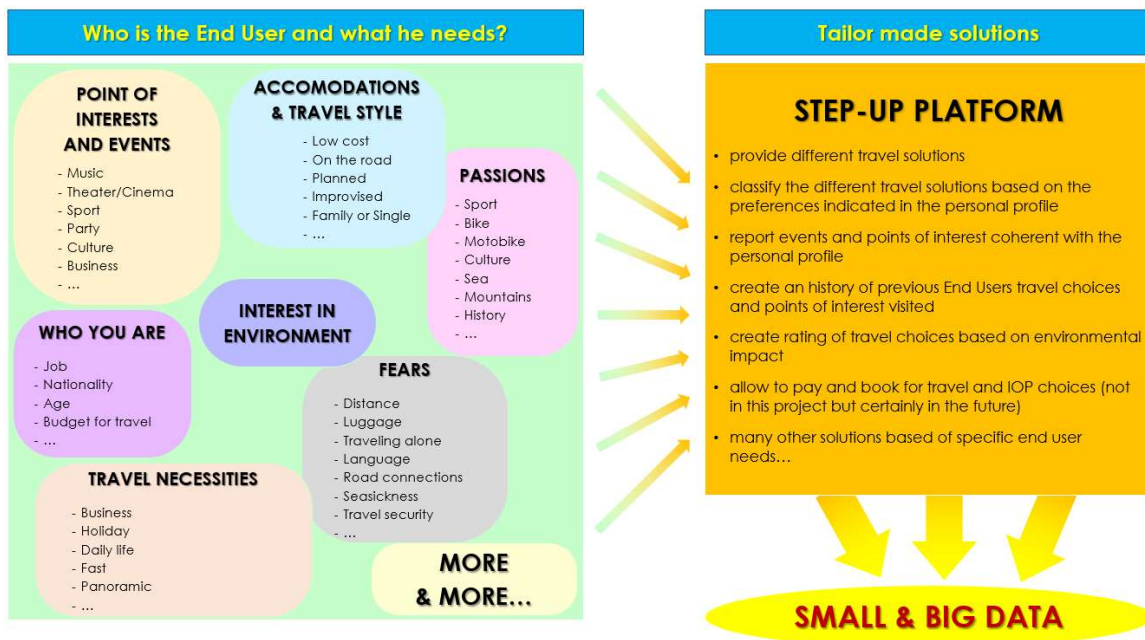 Who is the End User and what he needs?
POINT OF
INTERESTS
AND EVENTS
- Music
- Theater/Cinema
- Sport
- Party
- Culture
- Business
- ...
ACCOMODATIONS
& TRAVEL STYLE
- Low cost
- On the road
- Planned
- Improvised
- Family or Single
- ...
PASSIONS
- Sport
- Bike
- Motobike
- Culture
- Sea
- Mountains
- History
- ...
INTEREST IN
ENVIRONMENT
WHO YOU ARE
- Job
- Nationality
- Age
- Budget for travel
- ...
FEARS
- Distance
- Luggage
- Traveling alone
- Language
- Road connections
- Seasickness
- Travel security
- ...
TRAVEL NECESSITIES
- Business
- Holiday
- Daily life
- Fast
- Panoramic
- ...
MORE
& MORE...
Tailor made solutions
STEP-UP PLATFORM
• provide different travel solutions
• classify the different travel solutions based on the
preferences indicated in the personal profile
• report events and points of interest coherent with the
personal profile
• create an history of previous End Users travel choices
and points of interest visited
• create rating of travel choices based on environmental
impact
• allow to pay and book for travel and IOP choices (not
in this project but certainly in the future)
• many other solutions based of specific end user
needs...
SMALL & BIG DATA